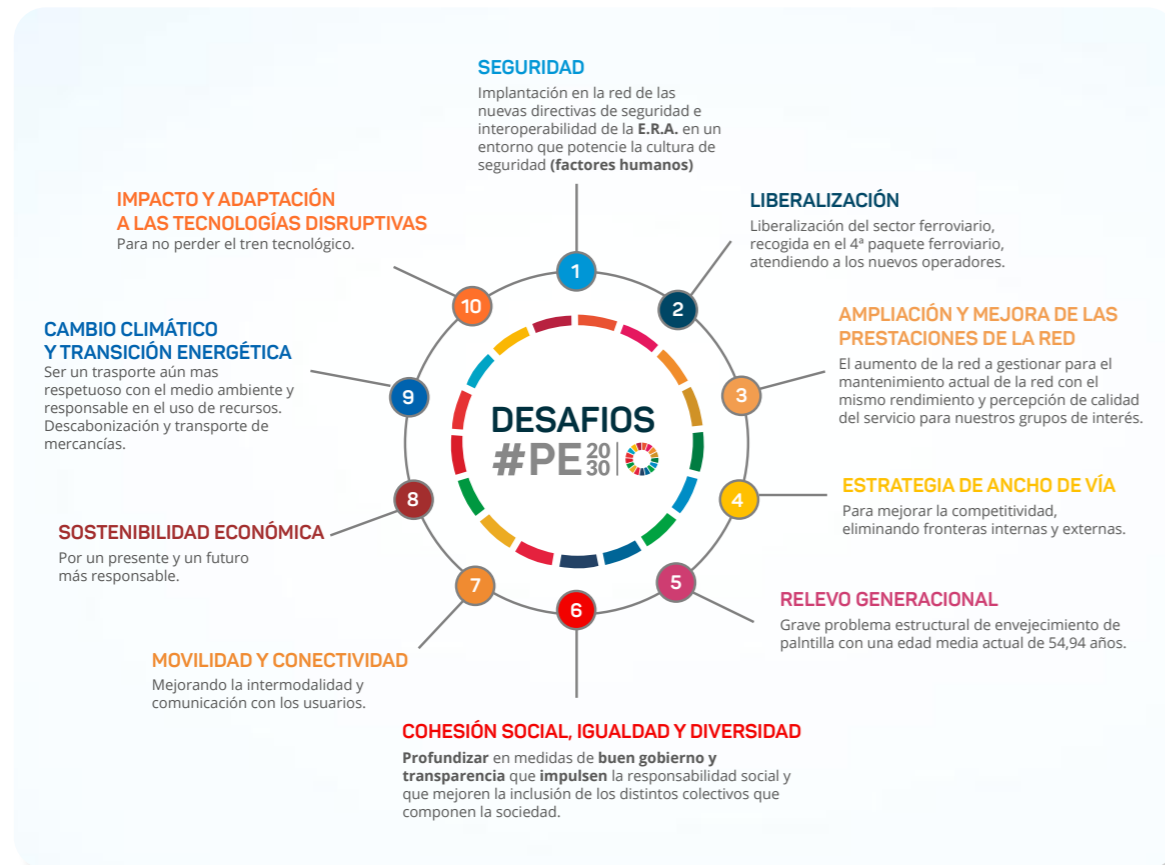 SEGURIDAD
Implantación en la red de las
nuevas directivas de seguridad e
interoperabilidad de la E.R.A. en un
entorno que potencie la cultura de
seguridad (factores humanos)
1
LIBERALIZACIÓN
Liberalización del sector ferroviario,
recogida en el 4ª paquete ferroviario,
atendiendo a los nuevos operadores.
2
AMPLIACIÓN Y MEJORA DE LAS
PRESTACIONES DE LA RED
El aumento de la red a gestionar para el
mantenimiento actual de la red con el
mismo rendimiento y percepción de calidad
del servicio para nuestros grupos de interés.
3
ESTRATEGIA DE ANCHO DE VÍA
Para mejorar la competitividad,
eliminando fronteras internas y externas.
4
RELEVO GENERACIONAL
Grave problema estructural de envejecimiento de
palntilla con una edad media actual de 54,94 años.
5
COHESIÓN SOCIAL, IGUALDAD Y DIVERSIDAD
Profundizar en medidas de buen gobierno y
transparencia que impulsen la responsabilidad social y
que mejoren la inclusión de los distintos colectivos que
componen la sociedad.
6
MOVILIDAD Y CONECTIVIDAD
Mejorando la intermodalidad y
comunicación con los usuarios.
7
SOSTENIBILIDAD ECONÓMICA
Por un presente y un futuro
más responsable.
8
CAMBIO CLIMÁTICO
Y TRANSICIÓN ENERGÉTICA
Ser un trasporte aún mas
respetuoso con el medio ambiente y
responsable en el uso de recursos.
Descabonización y transporte de
mercancías.
9
IMPACTO Y ADAPTACIÓN
A LAS TECNOLOGÍAS DISRUPTIVAS
Para no perder el tren tecnológico.
10
DESAFIOS
#PE 20
30